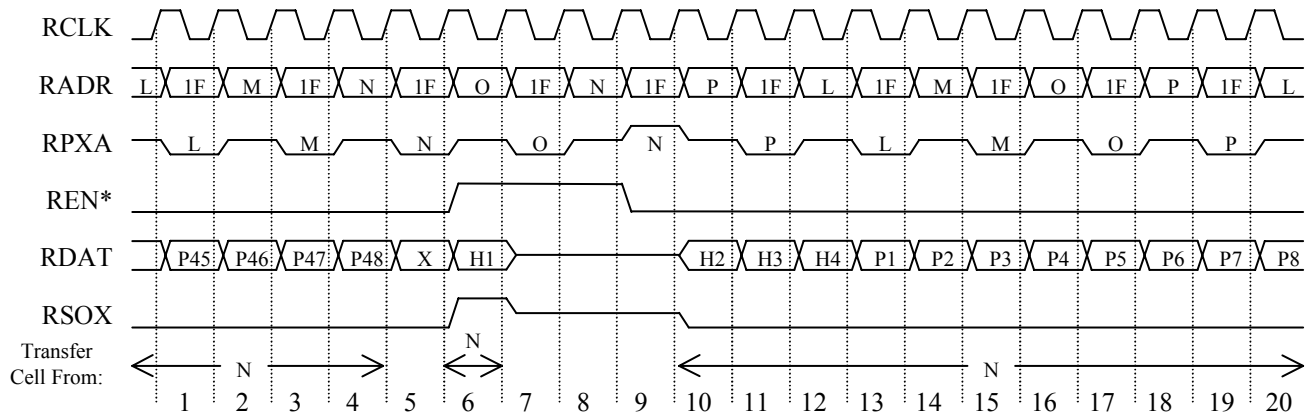 RCLK
RADR L 1F M 1F N 1F O 1F N 1F P 1F L 1F M 1F O 1F P 1F L
RPXA L M N O N P L M O P
REN*
RDAT P45 P46 P47 P48 X H1 H2 H3 H4 P1 P2 P3 P4 P5 P6 P7 P8
RSOX
Transfer
Cell From: N N N
1 2 3 4 5 6 7 8 9 10 11 12 13 14 15 16 17 18 19 20